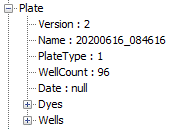 Plate
Version : 2
Name : 20200616_084616
PlateType : 1
WellCount : 96
Date : null
Dyes
Wells